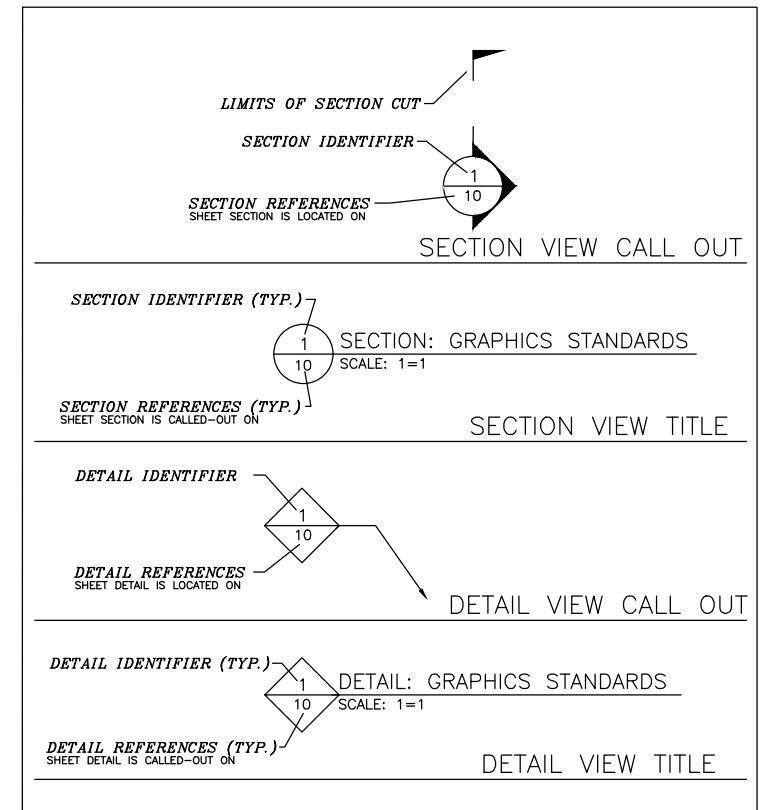 LIMITS OF SECTION CUT
SECTION IDENTIFIER
1
10
SECTION REFERENCES
SHEET SECTION IS LOCATED ON
SECTION VIEW CALL OUT
SECTION IDENTIFIER (TYP.)
1
10
SECTION: GRAPHICS STANDARDS
SCALE: 1=1
SECTION REFERENCES (TYP.)
SHEET SECTION IS CALLED-OUT ON
SECTION VIEW TITLE
DETAIL IDENTIFIER
1
10
DETAIL REFERENCES
SHEET DETAIL IS LOCATED ON
DETAIL VIEW CALL OUT
DETAIL IDENTIFIER (TYP.)
1
10
DETAIL: GRAPHICS STANDARDS
SCALE: 1=1
DETAIL REFERENCES (TYP.)
SHEET DETAIL IS CALLED-OUT ON
DETAIL VIEW TITLE